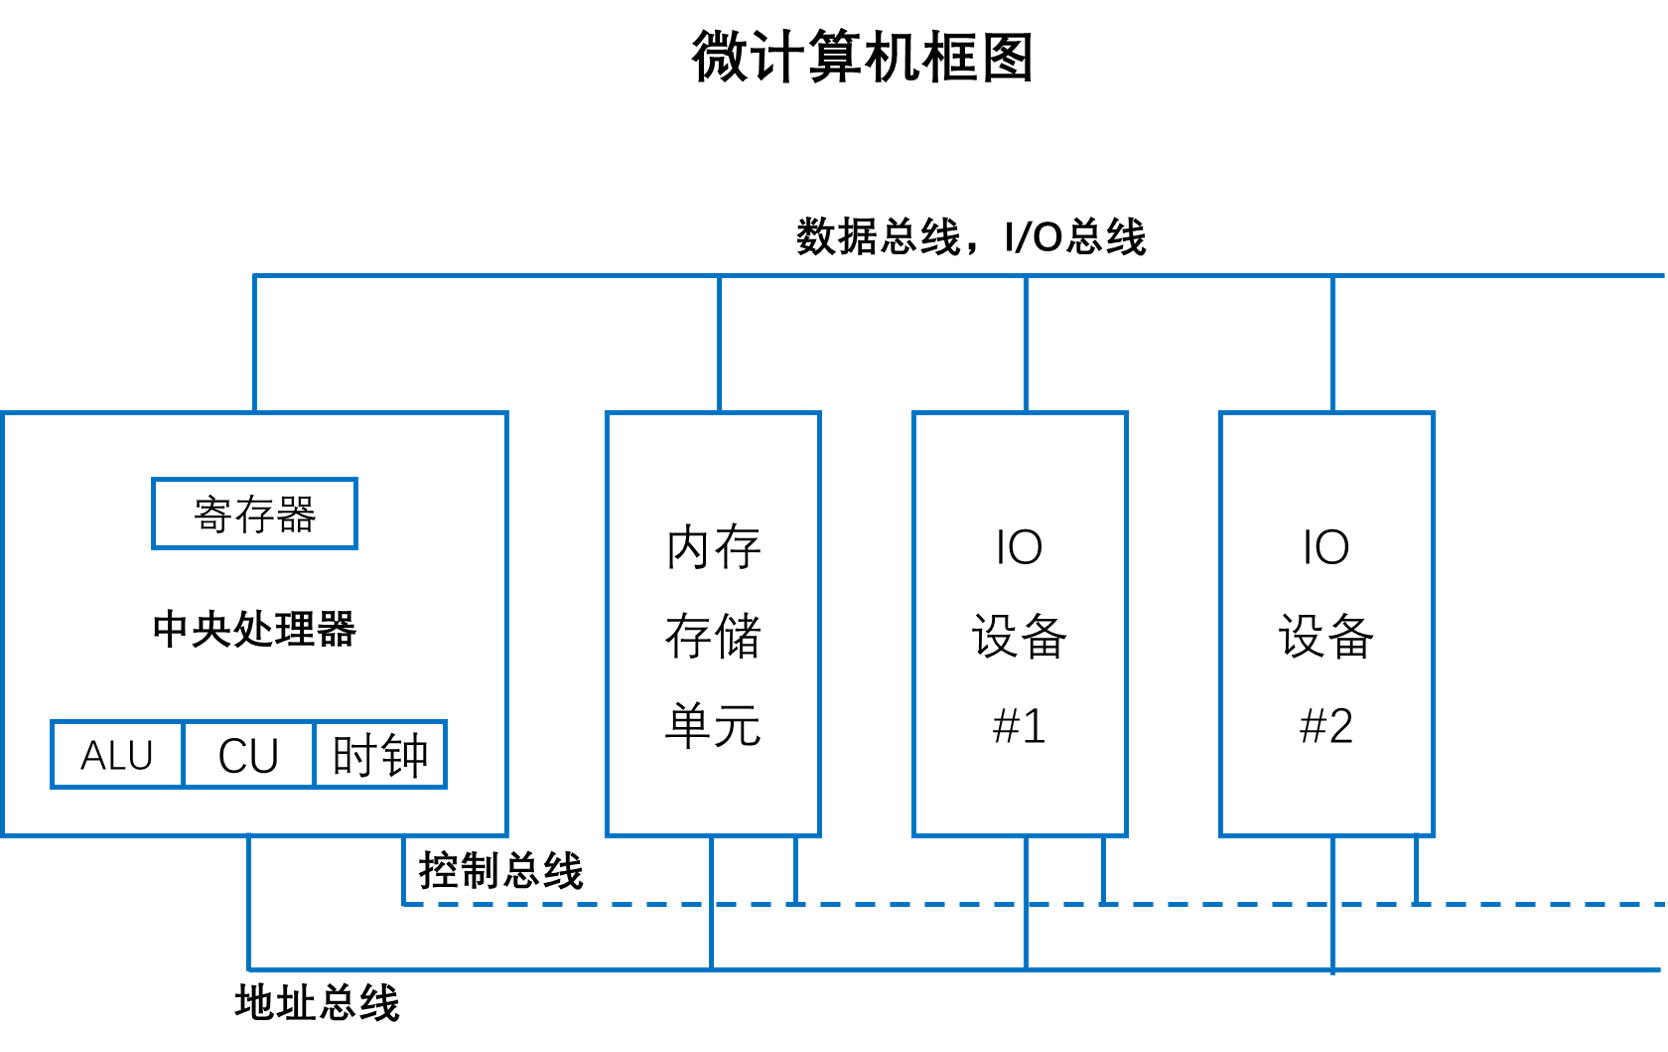 微计算机框图
数据总线，I/O总线
寄存器
中央处理器
ALU
CU
时钟
内存
存储
单元
IO
设备
#1
IO
设备
#2
控制总线
地址总线